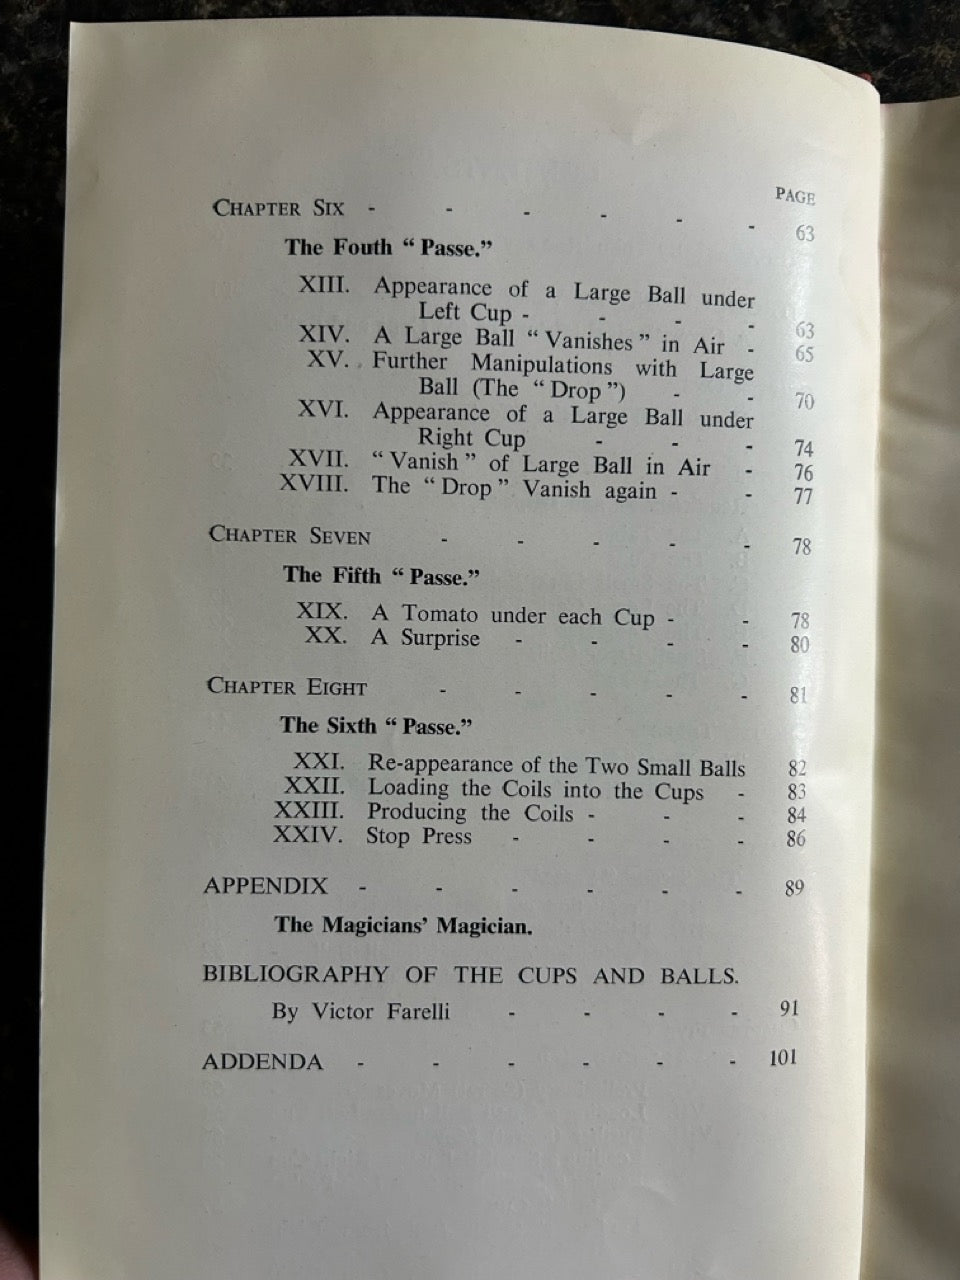 PAGE
CHAPTER SIX - - - - - - 63
The Fouth “Passe.”
XIII. Appearance of a Large Ball under
Left Cup - - - - 63
XIV. A Large Ball “Vanishes” in Air - 65
XV. Further Manipulations with Large
Ball (The “Drop”) - - 70
XVI. Appearance of a Large Ball under
Right Cup - - - 74
XVII. “Vanish” of Large Ball in Air - 76
XVIII. The “Drop” Vanish again - - 77
CHAPTER SEVEN - - - - - 78
The Fifth “Passe.”
XIX. A Tomato under each Cup - - 78
XX. A Surprise - - - - 80
CHAPTER EIGHT - - - - - 81
The Sixth “Passe.”
XXI. Re-appearance of the Two Small Balls 82
XXII. Loading the Coils into the Cups - 83
XXIII. Producing the Coils - - - 84
XXIV. Stop Press - - - - 86
APPENDIX - - - - - - 89
The Magicians’ Magician.
BIBLIOGRAPHY OF THE CUPS AND BALLS.
By Victor Farelli - - - - 91
ADDENDA - - - - - - 101